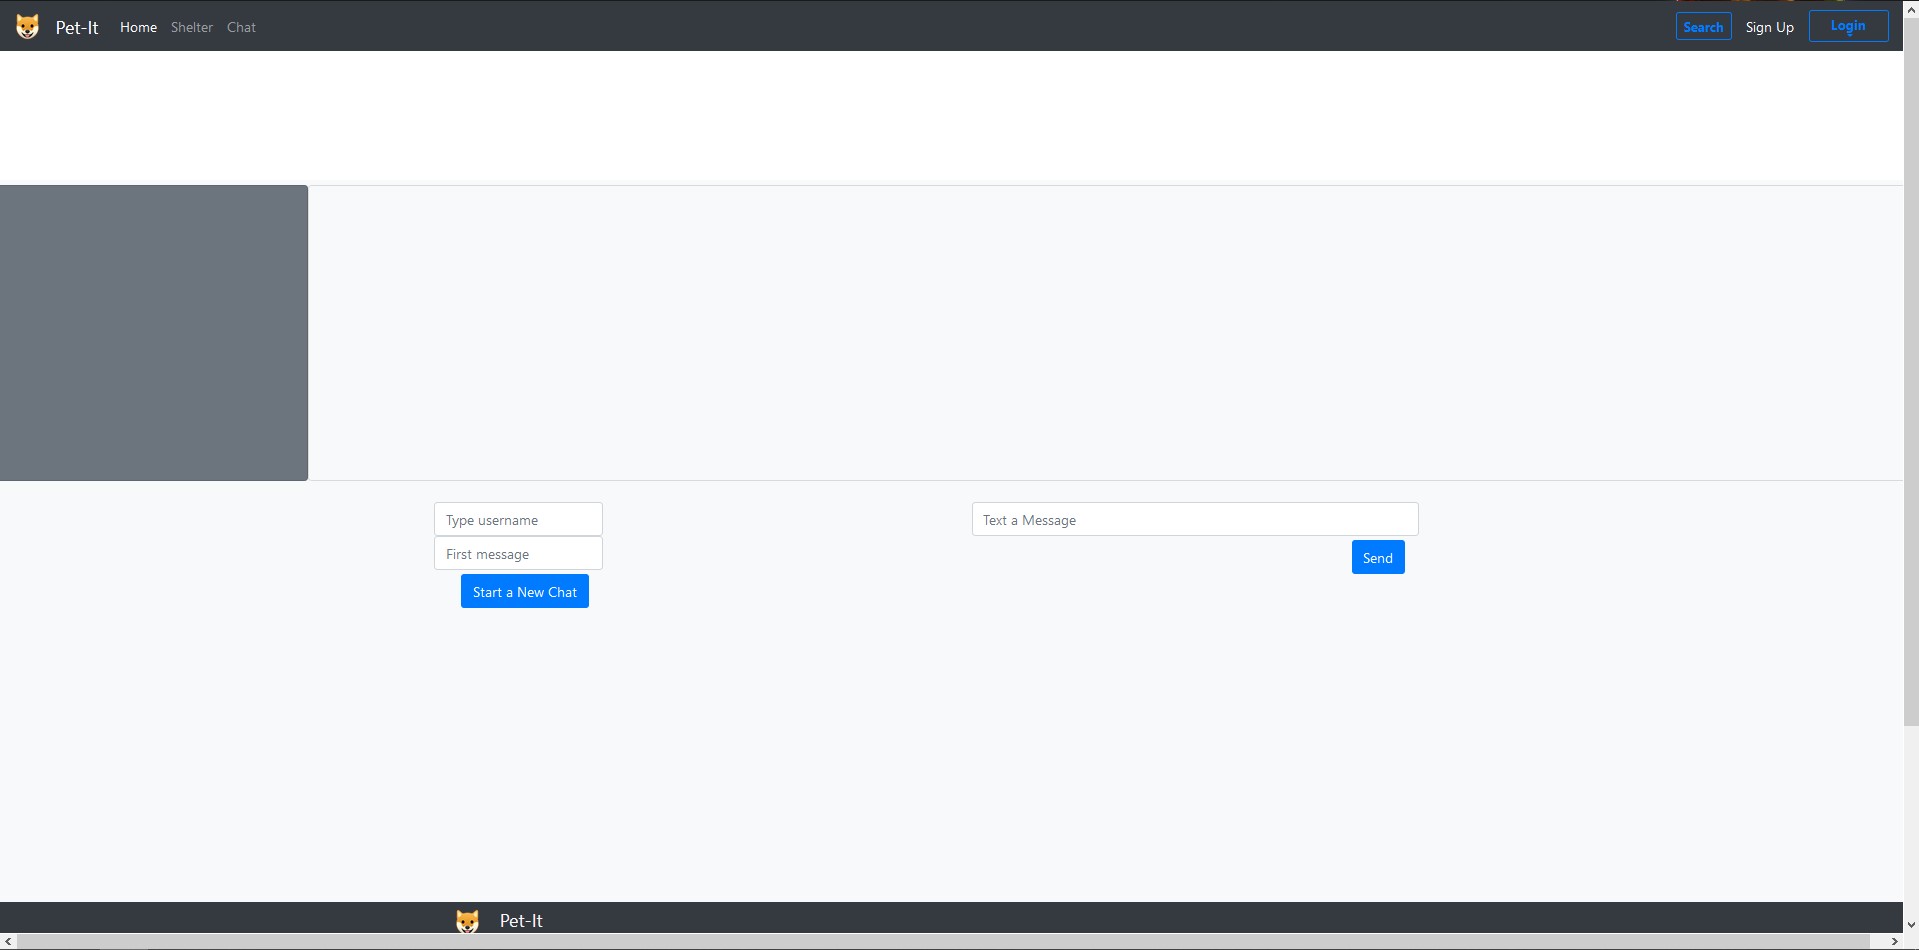 Pet-It Home Shelter Chat Search Sign Up Login
Type username
Text a Message
First message
Send
Start a New Chat
Pet-It